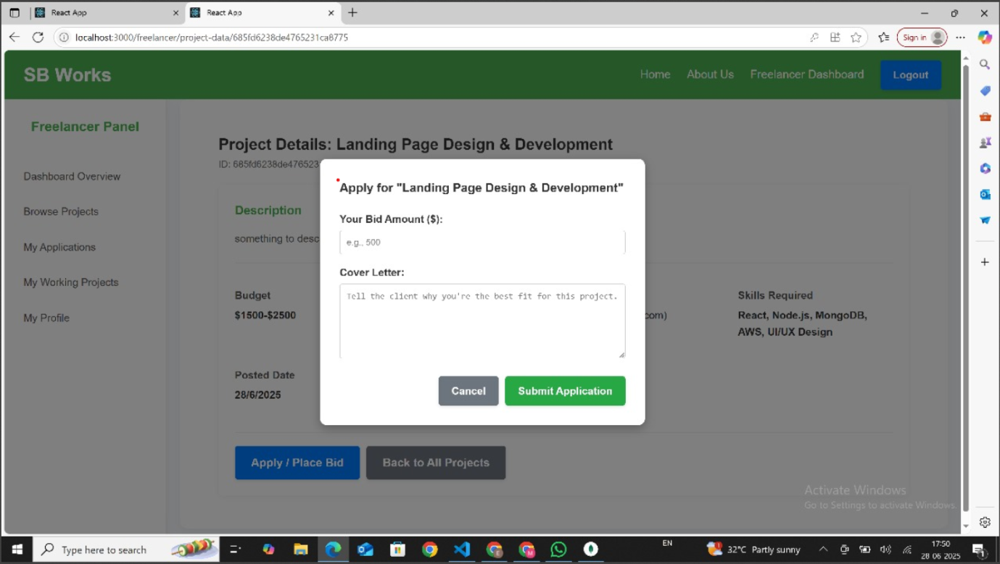 React App
React App
localhost:3000/freelancer/project-data/685fd6238de4765231ca8775
Sign in
SB Works
Home
About Us
Freelancer Dashboard
Logout
Freelancer Panel
Dashboard Overview
Browse Projects
My Applications
My Working Projects
My Profile
Project Details: Landing Page Design & Development
ID: 685fd6238de476523
Description
something to desc
Budget
$1500-$2500
com)
Skills Required
React, Node.js, MongoDB,
AWS, UI/UX Design
Posted Date
28/6/2025
Apply for "Landing Page Design & Development"
Your Bid Amount ($):
e.g., 500
Cover Letter:
Tell the client why you're the best fit for this project.
Cancel
Submit Application
Apply / Place Bid
Back to All Projects
Activate Windows
Go to Settings to activate Windows.
Type here to search
EN
32°C Partly sunny
17:50
28-06-2025
1